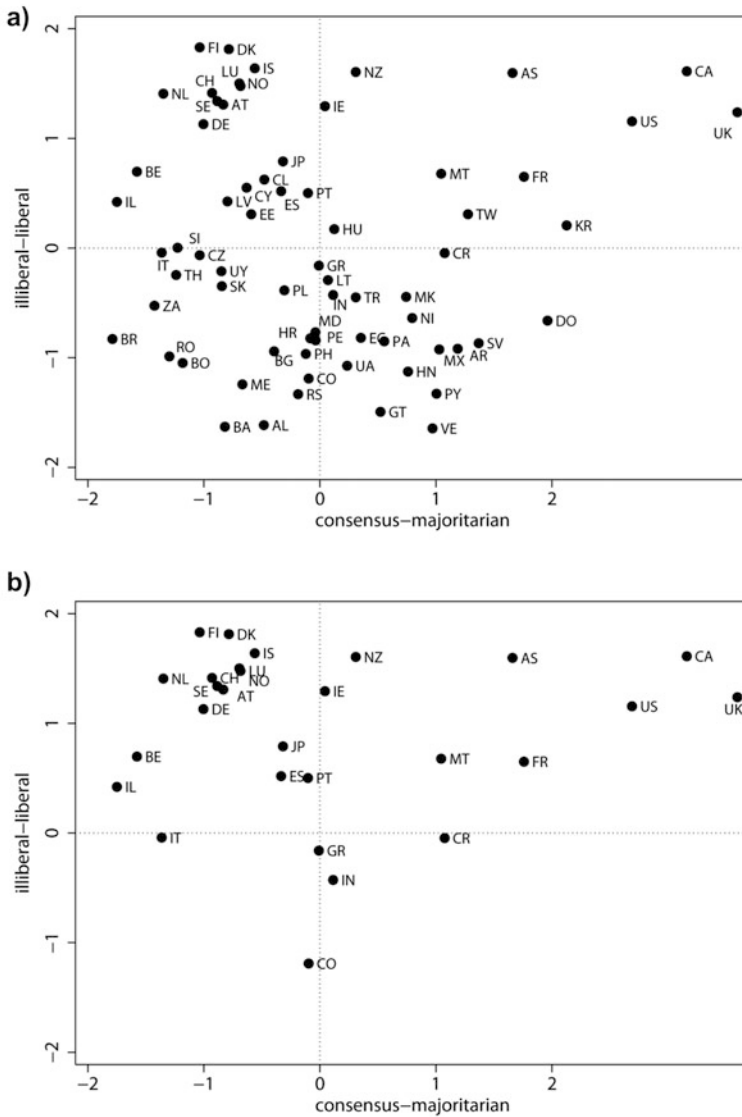 a)
2
FI DK
LU IS
CH NO NZ AS CA
NL
SE AT IE
DE US UK
1
JP
BE MT FR
CL
IL CY PT
LV ES
EE TW
HU KR
0
SI
IT CZ GR CR
TH UY LT
SK PL IN TR MK
ZA
MD NI DO
BR HR PE EG PA SV
RO BG PH MX AR
−1
BO UA HN
ME CO
RS PY
GT
BA AL VE
−2
illiberal−liberal
−2 −1 0 1 2 3
consensus−majoritarian
b)
2
FI DK
IS NZ AS CA
NL CH LU
NO
SE AT IE
DE US UK
1
JP
BE MT FR
ES PT
IL
0
IT CR
GR
IN
−1
CO
−2
illiberal−liberal
−2 −1 0 1 2 3
consensus−majoritarian